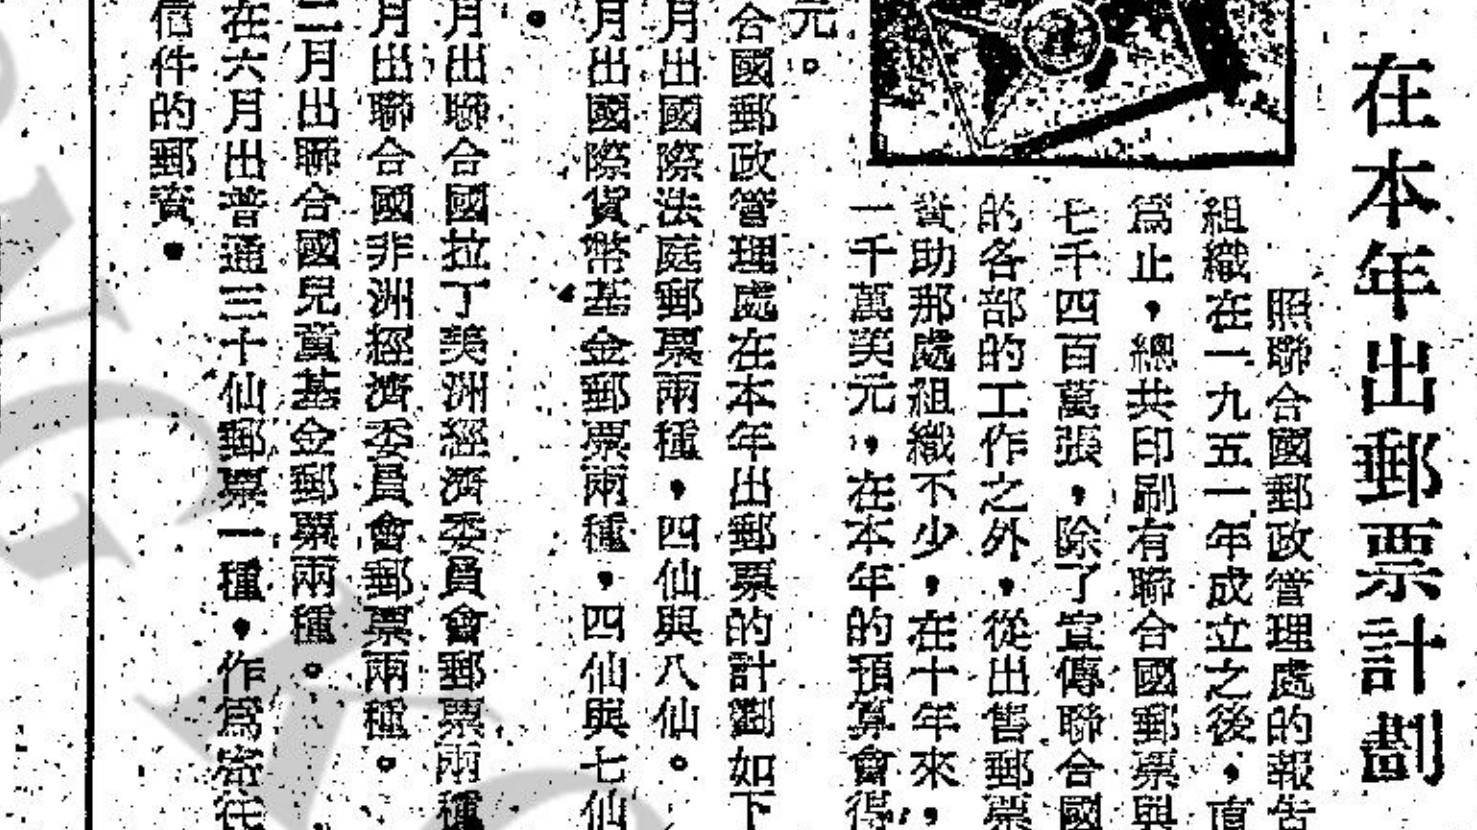 在本年出郵票計劃
照聯合國郵政管理處的報告
組織在一九五一年成立之後,直
爲止,總共印刷有聯合國郵票與
七千四百萬張,除了宣傳聯合國
的各部的工作之外,從出售郵票
資助那處組織不少,在十年來,
一千萬美元,在本年的預算會得
元。
合國郵政管理處在本年出郵票的計劃如下
月出國際法庭郵票兩種,四仙與八仙。
月出國際貨幣基金郵票兩種,四仙與七仙
。
月出聯合國拉丁美洲經濟委員會郵票兩種
月出聯合國非洲經濟委員會郵票兩種。
二月出聯合國兒童基金郵票兩種。
在六月出普通三十仙郵票一種,作爲寄往
信件的郵資。